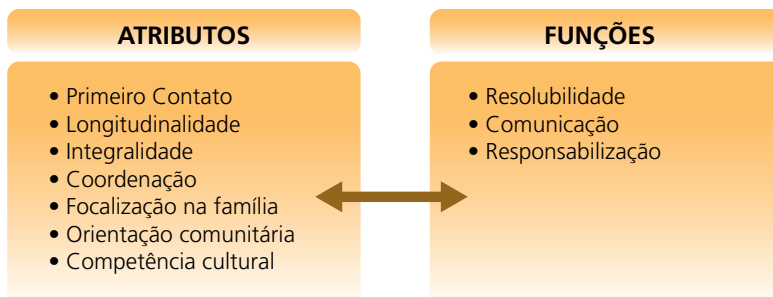 ATRIBUTOS
• Primeiro Contato
• Longitudinalidade
• Integralidade
• Coordenação
• Focalização na família
• Orientação comunitária
• Competência cultural
FUNÇÕES
• Resolubilidade
• Comunicação
• Responsabilização